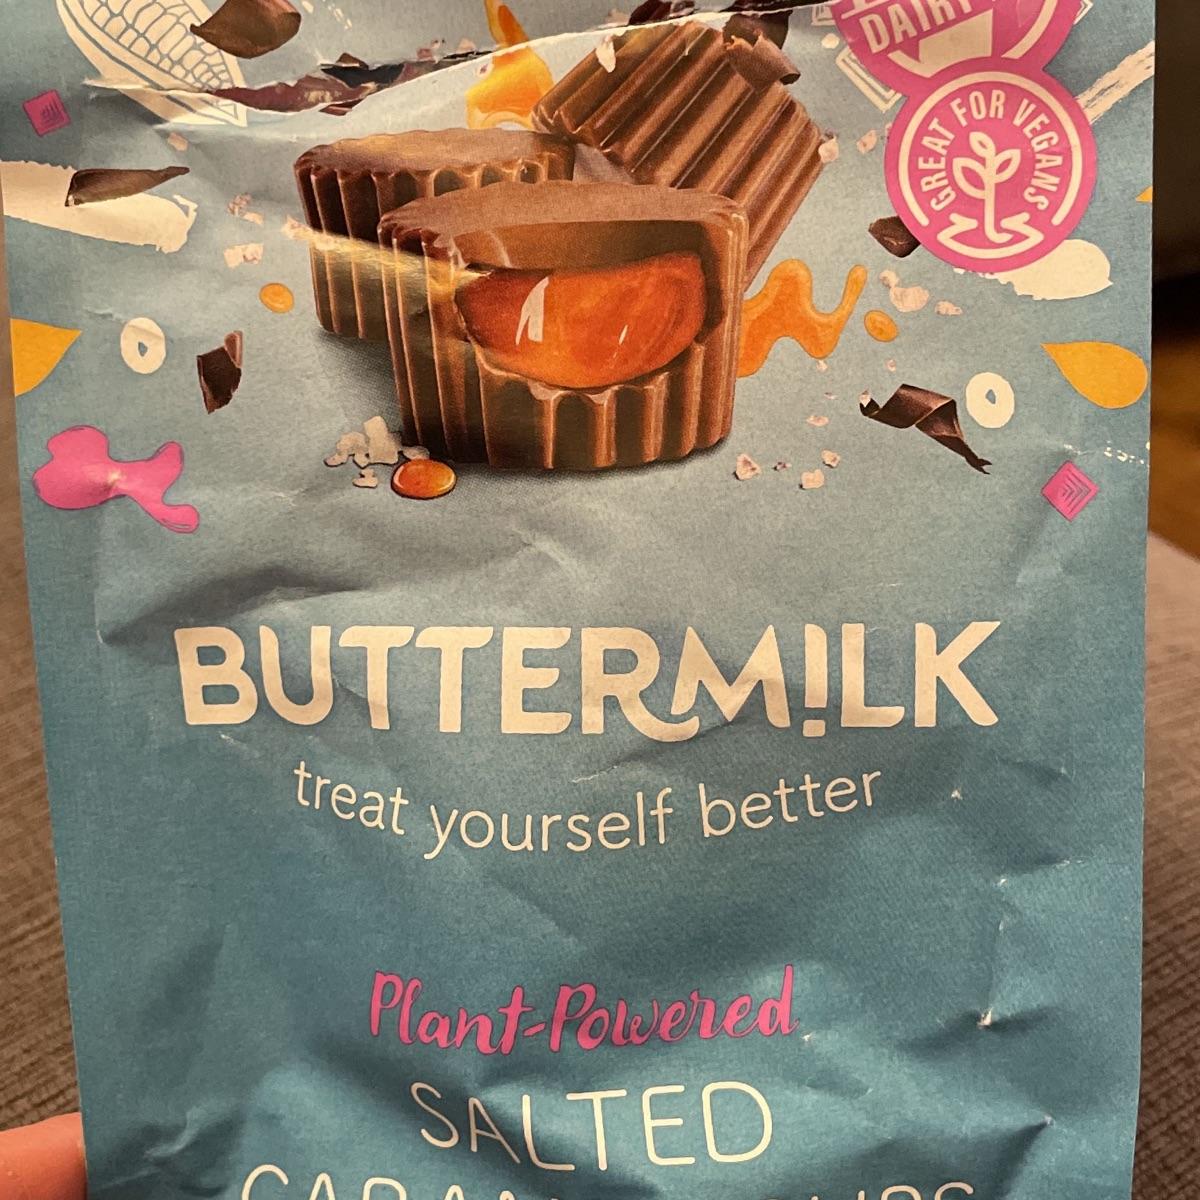 DAIRY
GREAT FOR VEGANS
BUTTERM!LK
treat yourself better
Plant-Powered
SALTED